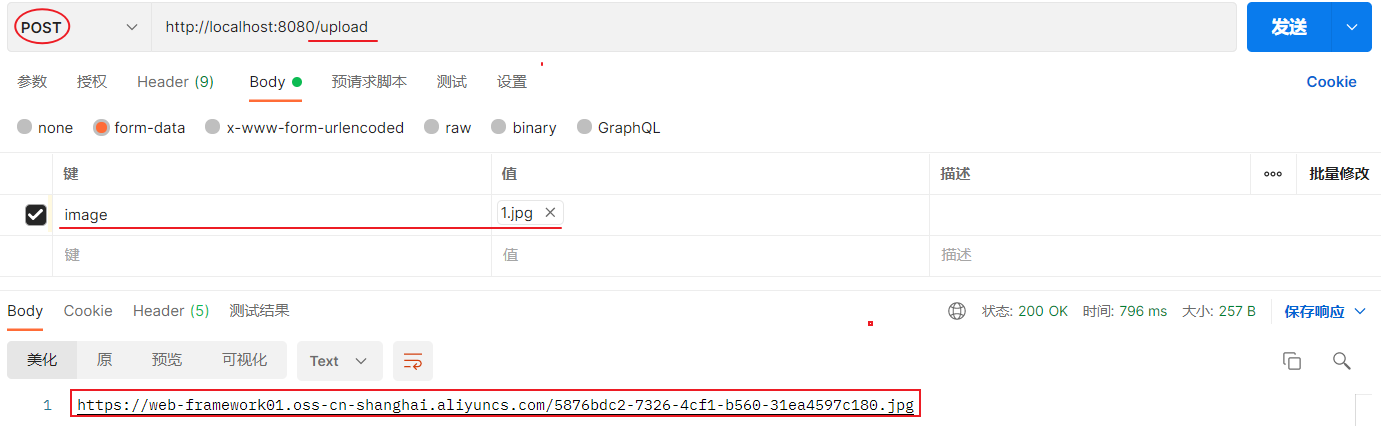 POST http://localhost:8080/upload 发送
参数 授权 Header (9) Body 预请求脚本 测试 设置 Cookie
none form-data x-www-form-urlencoded raw binary GraphQL
键 值 描述 ••• 批量修改
image 1.jpg
键 值 描述
Body Cookie Header (5) 测试结果 状态: 200 OK 时间: 796 ms 大小: 257 B 保存响应
美化 原 预览 可视化 Text
1 https://web-framework01.oss-cn-shanghai.aliyuncs.com/5876bdc2-7326-4cf1-b560-31ea4597c180.jpg